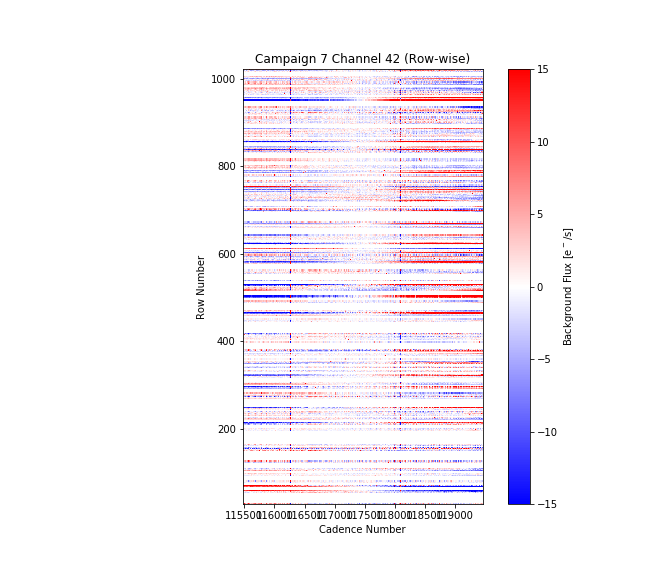 Campaign 7 Channel 42 (Row-wise)
1000
800
600
400
200
Row Number
115500 116000 116500 117000 117500 118000 118500 119000
Cadence Number
15
10
5
0
−5
−10
−15
Background Flux [e⁻/s]